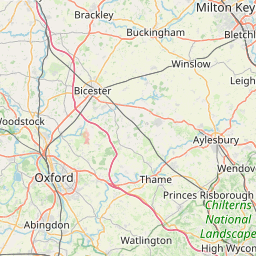 Brackley
Milton Key
Buckingham
Bletchl
Winslow
Leigh
Bicester
Woodstock
Aylesbury
Wendov
Oxford
Thame
Princes Risborough
Chilterns
National
Landscape
Abingdon
Watlington
High Wycom